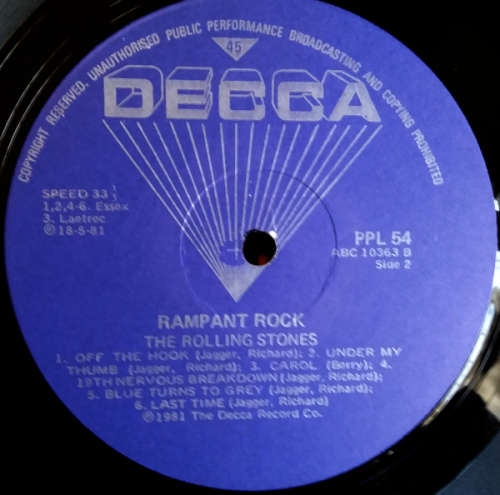 COPYRIGHT RESERVED. UNAUTHORISED PUBLIC PERFORMANCE BROADCASTING AND COPYING PROHIBITED
45
DECCA
SPEED 33 1/3
1,2,4-6. Essex
3. Laetrec
℗ 18-5-81
PPL 54
ABC 10363 B
Side 2
RAMPANT ROCK
THE ROLLING STONES
1. OFF THE HOOK (Jagger, Richard); 2. UNDER MY
THUMB (Jagger, Richard); 3. CAROL (Berry); 4.
19TH NERVOUS BREAKDOWN (Jagger, Richard);
5. BLUE TURNS TO GREY (Jagger, Richard);
6. LAST TIME (Jagger, Richard)
©1981 The Decca Record Co.